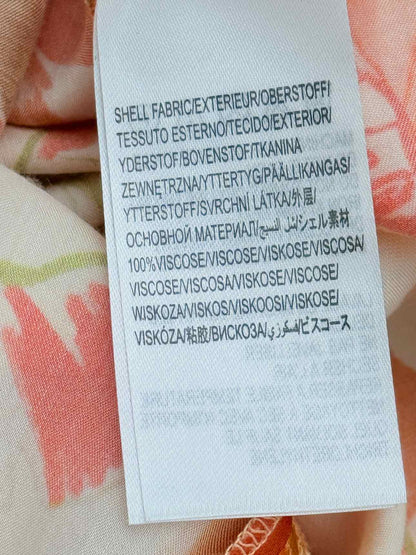 SHELL FABRIC/EXTERIEUR/OBERSTOFF/
TESSUTO ESTERNO/TECIDO/EXTERIOR/
YDERSTOF/BOVENSTOF/TKANINA
ZEWNĘTRZNA/YTTERTYG/PÄÄLLIKANGAS/
YTTERSTOFF/SVRCHNÍ LÁTKA/外层/
ОСНОВНОЙ МАТЕРИАЛ/شل النسيج/シェル素材
100%VISCOSE/VISCOSE/VISKOSE/VISCOSA/
VISCOSE/VISCOSA/VISKOSE/VISCOSE/
WISKOZA/VISKOS/VISKOOSI/VISKOSE/
VISKÓZA/粘胶/ВИСКОЗА/فسكوزي/ビスコース